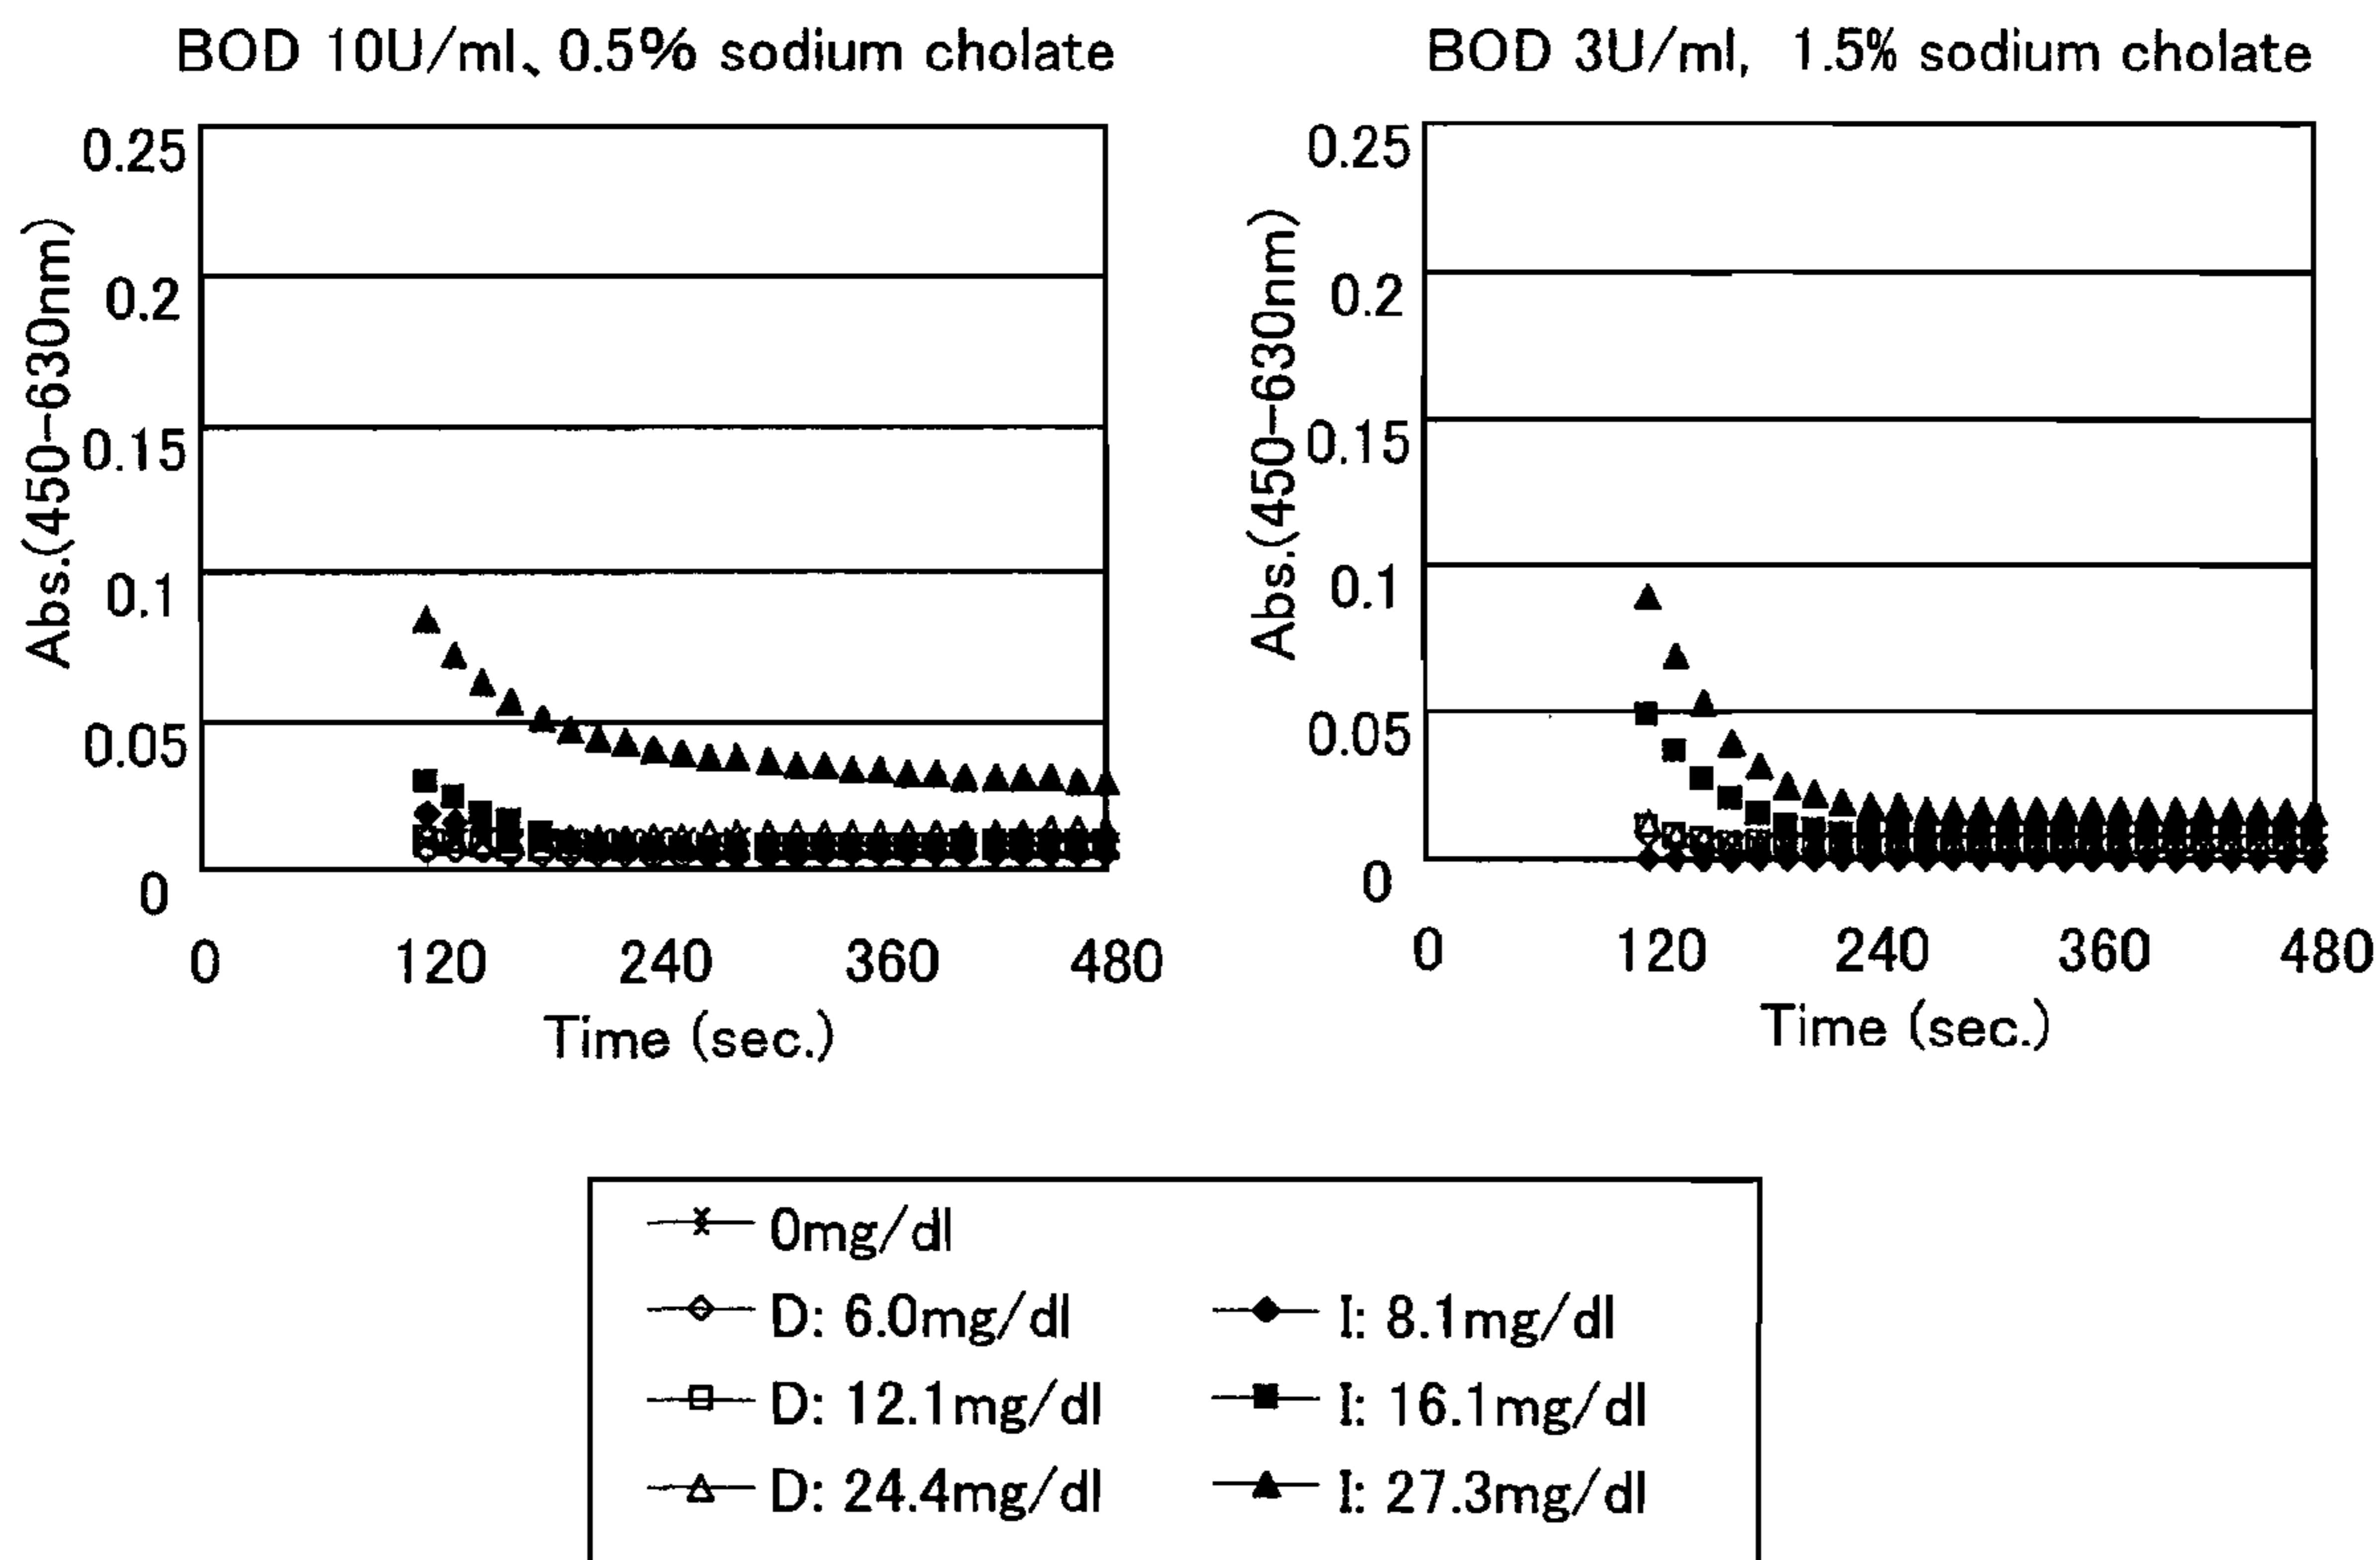 BOD 10U/ml、0.5% sodium cholate
0.25
0.2
0.15
0.1
0.05
0
Abs.(450-630nm)
0 120 240 360 480
Time (sec.)
BOD 3U/ml, 1.5% sodium cholate
0.25
0.2
0.15
0.1
0.05
0
Abs.(450-630nm)
0 120 240 360 480
Time (sec.)
0mg/dl
D: 6.0mg/dl
I: 8.1mg/dl
D: 12.1mg/dl
I: 16.1mg/dl
D: 24.4mg/dl
I: 27.3mg/dl